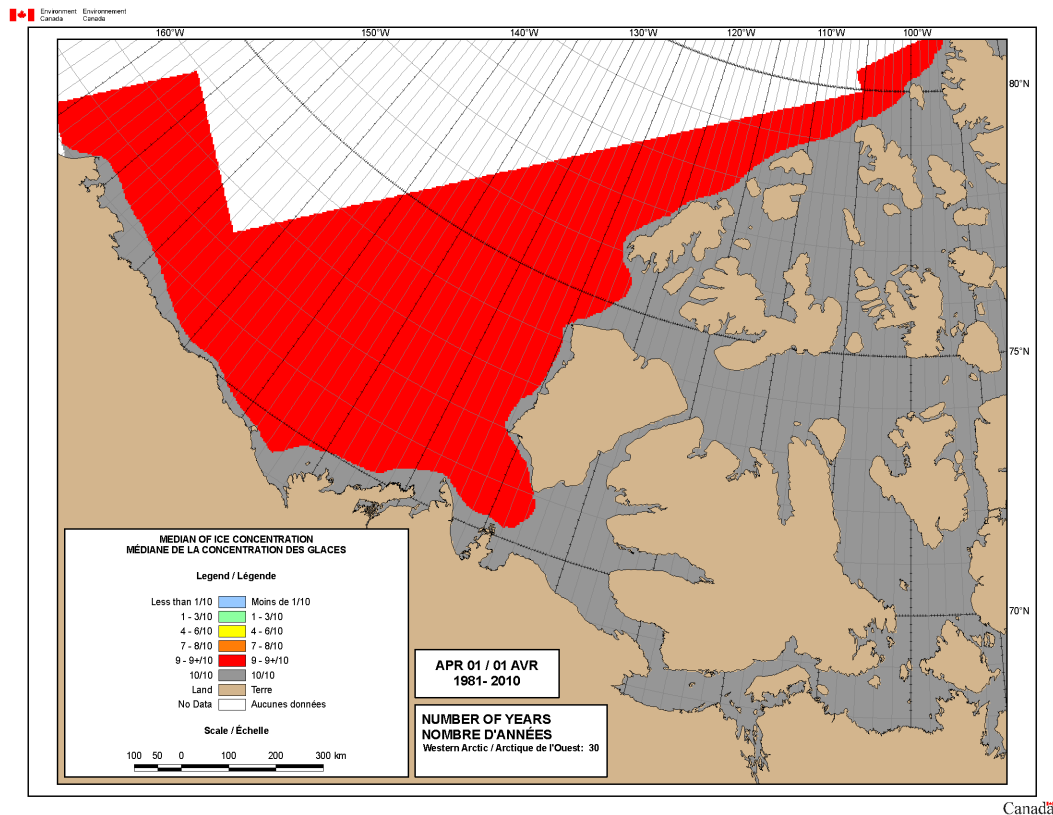 Environment Environnement
Canada Canada
160°W 150°W 140°W 130°W 120°W 110°W 100°W
80°N
75°N
70°N
MEDIAN OF ICE CONCENTRATION
MÉDIANE DE LA CONCENTRATION DES GLACES
Legend / Légende
Less than 1/10 Moins de 1/10
1 - 3/10 1 - 3/10
4 - 6/10 4 - 6/10
7 - 8/10 7 - 8/10
9 - 9+/10 9 - 9+/10
10/10 10/10
Land Terre
No Data Aucunes données
Scale / Échelle
100 50 0 100 200 300 km
APR 01 / 01 AVR
1981- 2010
NUMBER OF YEARS
NOMBRE D'ANNÉES
Western Arctic / Arctique de l'Ouest: 30
Canada